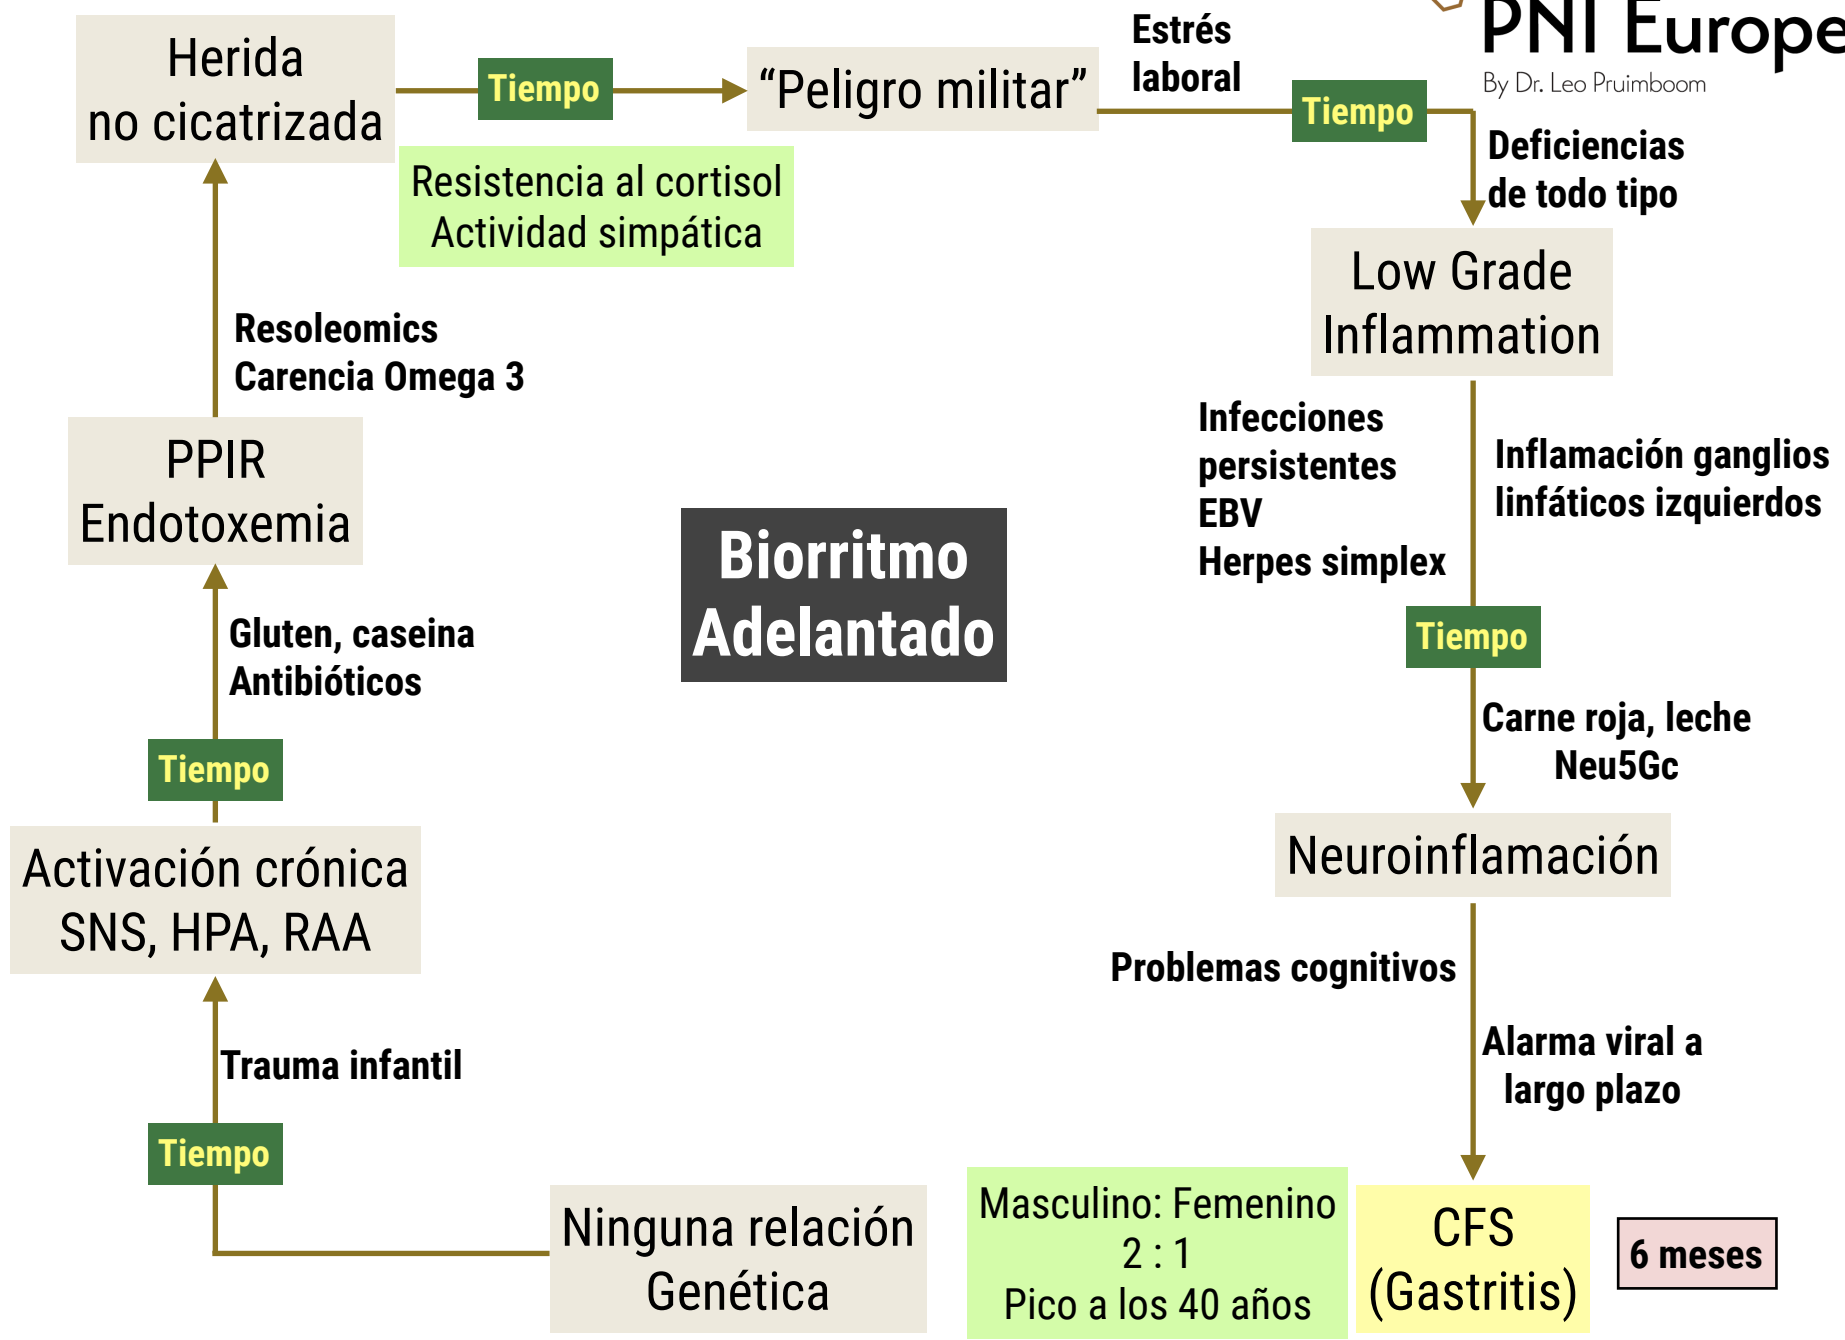 PNI Europe
By Dr. Leo Pruimboom
Herida
no cicatrizada
Tiempo
“Peligro militar”
Estrés
laboral
Tiempo
Deficiencias
de todo tipo
Resistencia al cortisol
Actividad simpática
Low Grade
Inflammation
Resoleomics
Carencia Omega 3
Infecciones
persistentes
EBV
Herpes simplex
Inflamación ganglios
linfáticos izquierdos
PPIR
Endotoxemia
Biorritmo
Adelantado
Gluten, caseina
Antibióticos
Tiempo
Tiempo
Carne roja, leche
Neu5Gc
Activación crónica
SNS, HPA, RAA
Neuroinflamación
Problemas cognitivos
Trauma infantil
Alarma viral a
largo plazo
Tiempo
Ninguna relación
Genética
Masculino: Femenino
2 : 1
Pico a los 40 años
CFS
(Gastritis)
6 meses